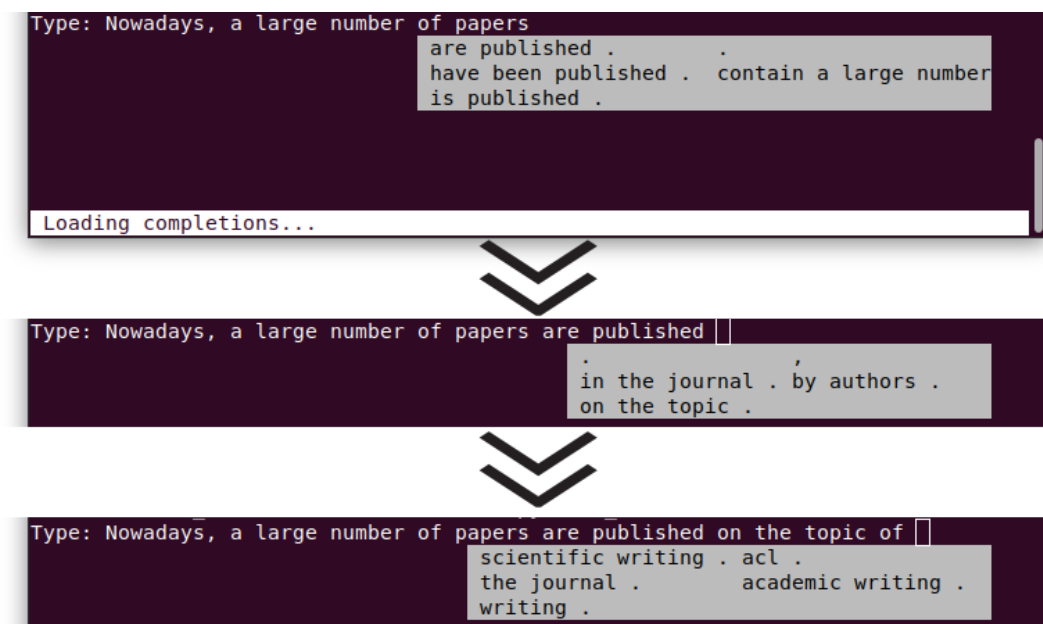 Type: Nowadays, a large number of papers
are published .        .
have been published .  contain a large number
is published .
Loading completions...
Type: Nowadays, a large number of papers are published
.                ,
in the journal . by authors .
on the topic .
Type: Nowadays, a large number of papers are published on the topic of
scientific writing . acl .
the journal .        academic writing .
writing .